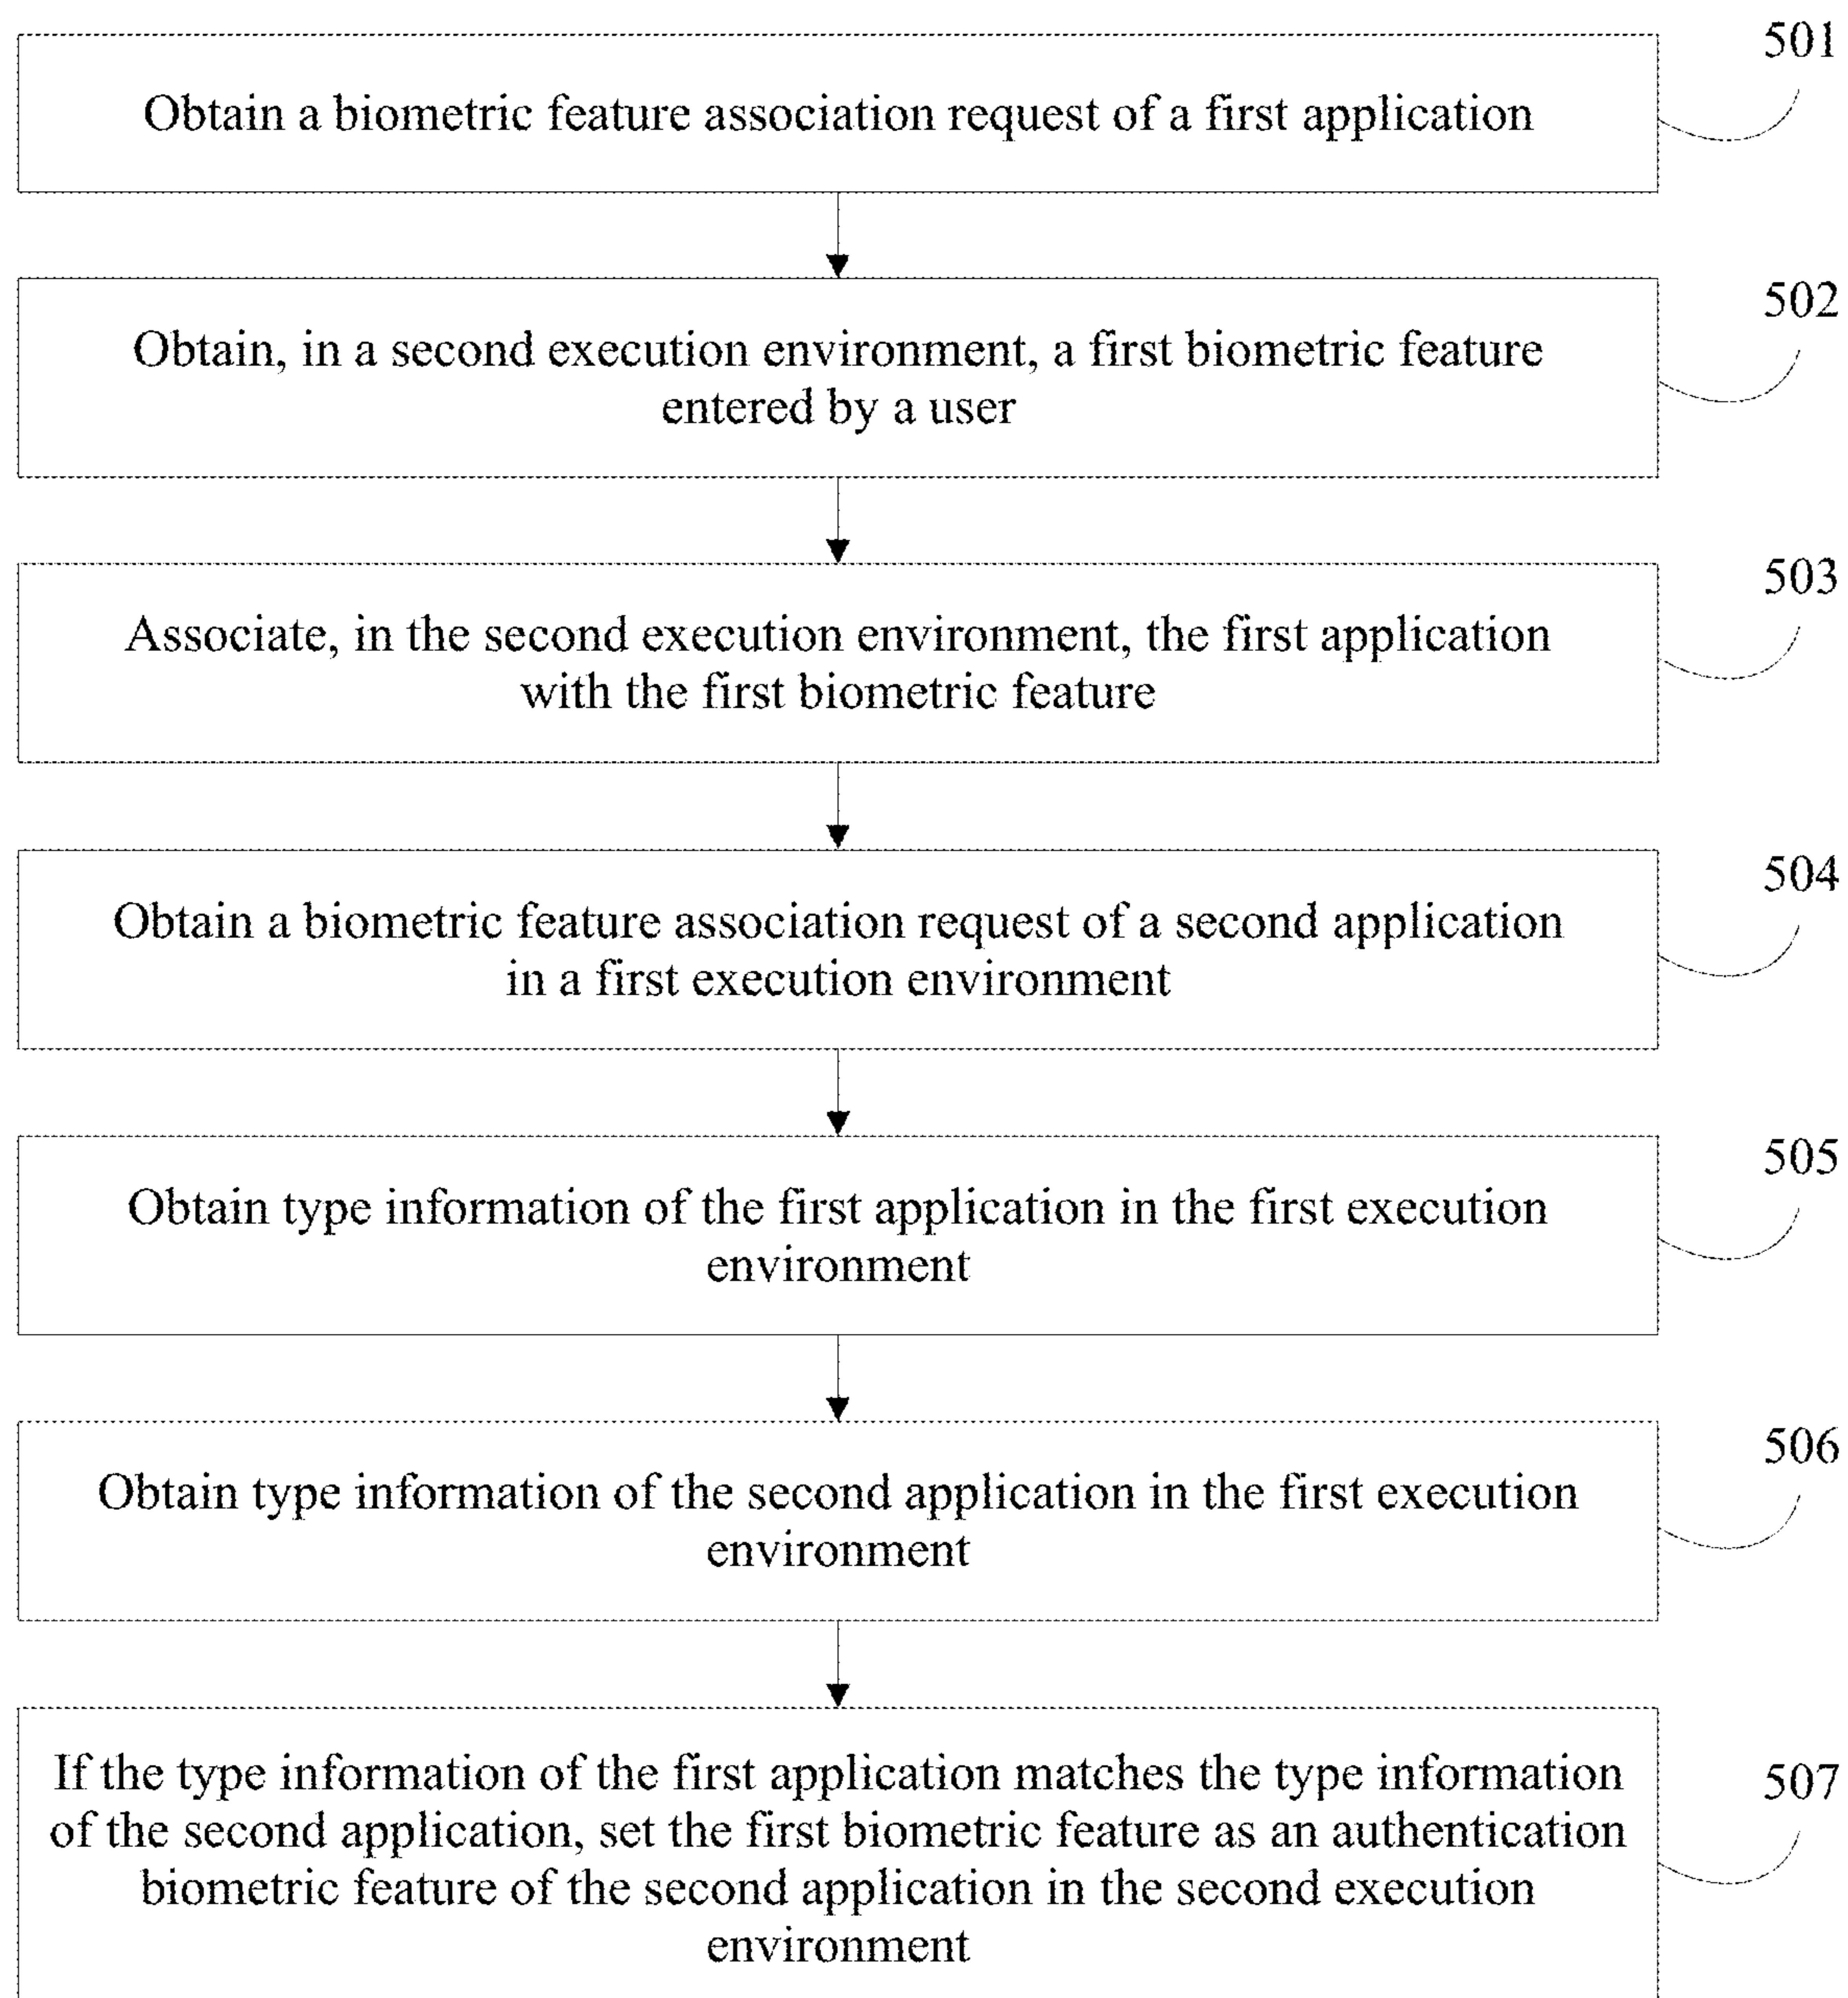 501
Obtain a biometric feature association request of a first application
502
Obtain, in a second execution environment, a first biometric feature
entered by a user
503
Associate, in the second execution environment, the first application
with the first biometric feature
504
Obtain a biometric feature association request of a second application
in a first execution environment
505
Obtain type information of the first application in the first execution
environment
506
Obtain type information of the second application in the first execution
environment
507
If the type information of the first application matches the type information
of the second application, set the first biometric feature as an authentication
biometric feature of the second application in the second execution
environment